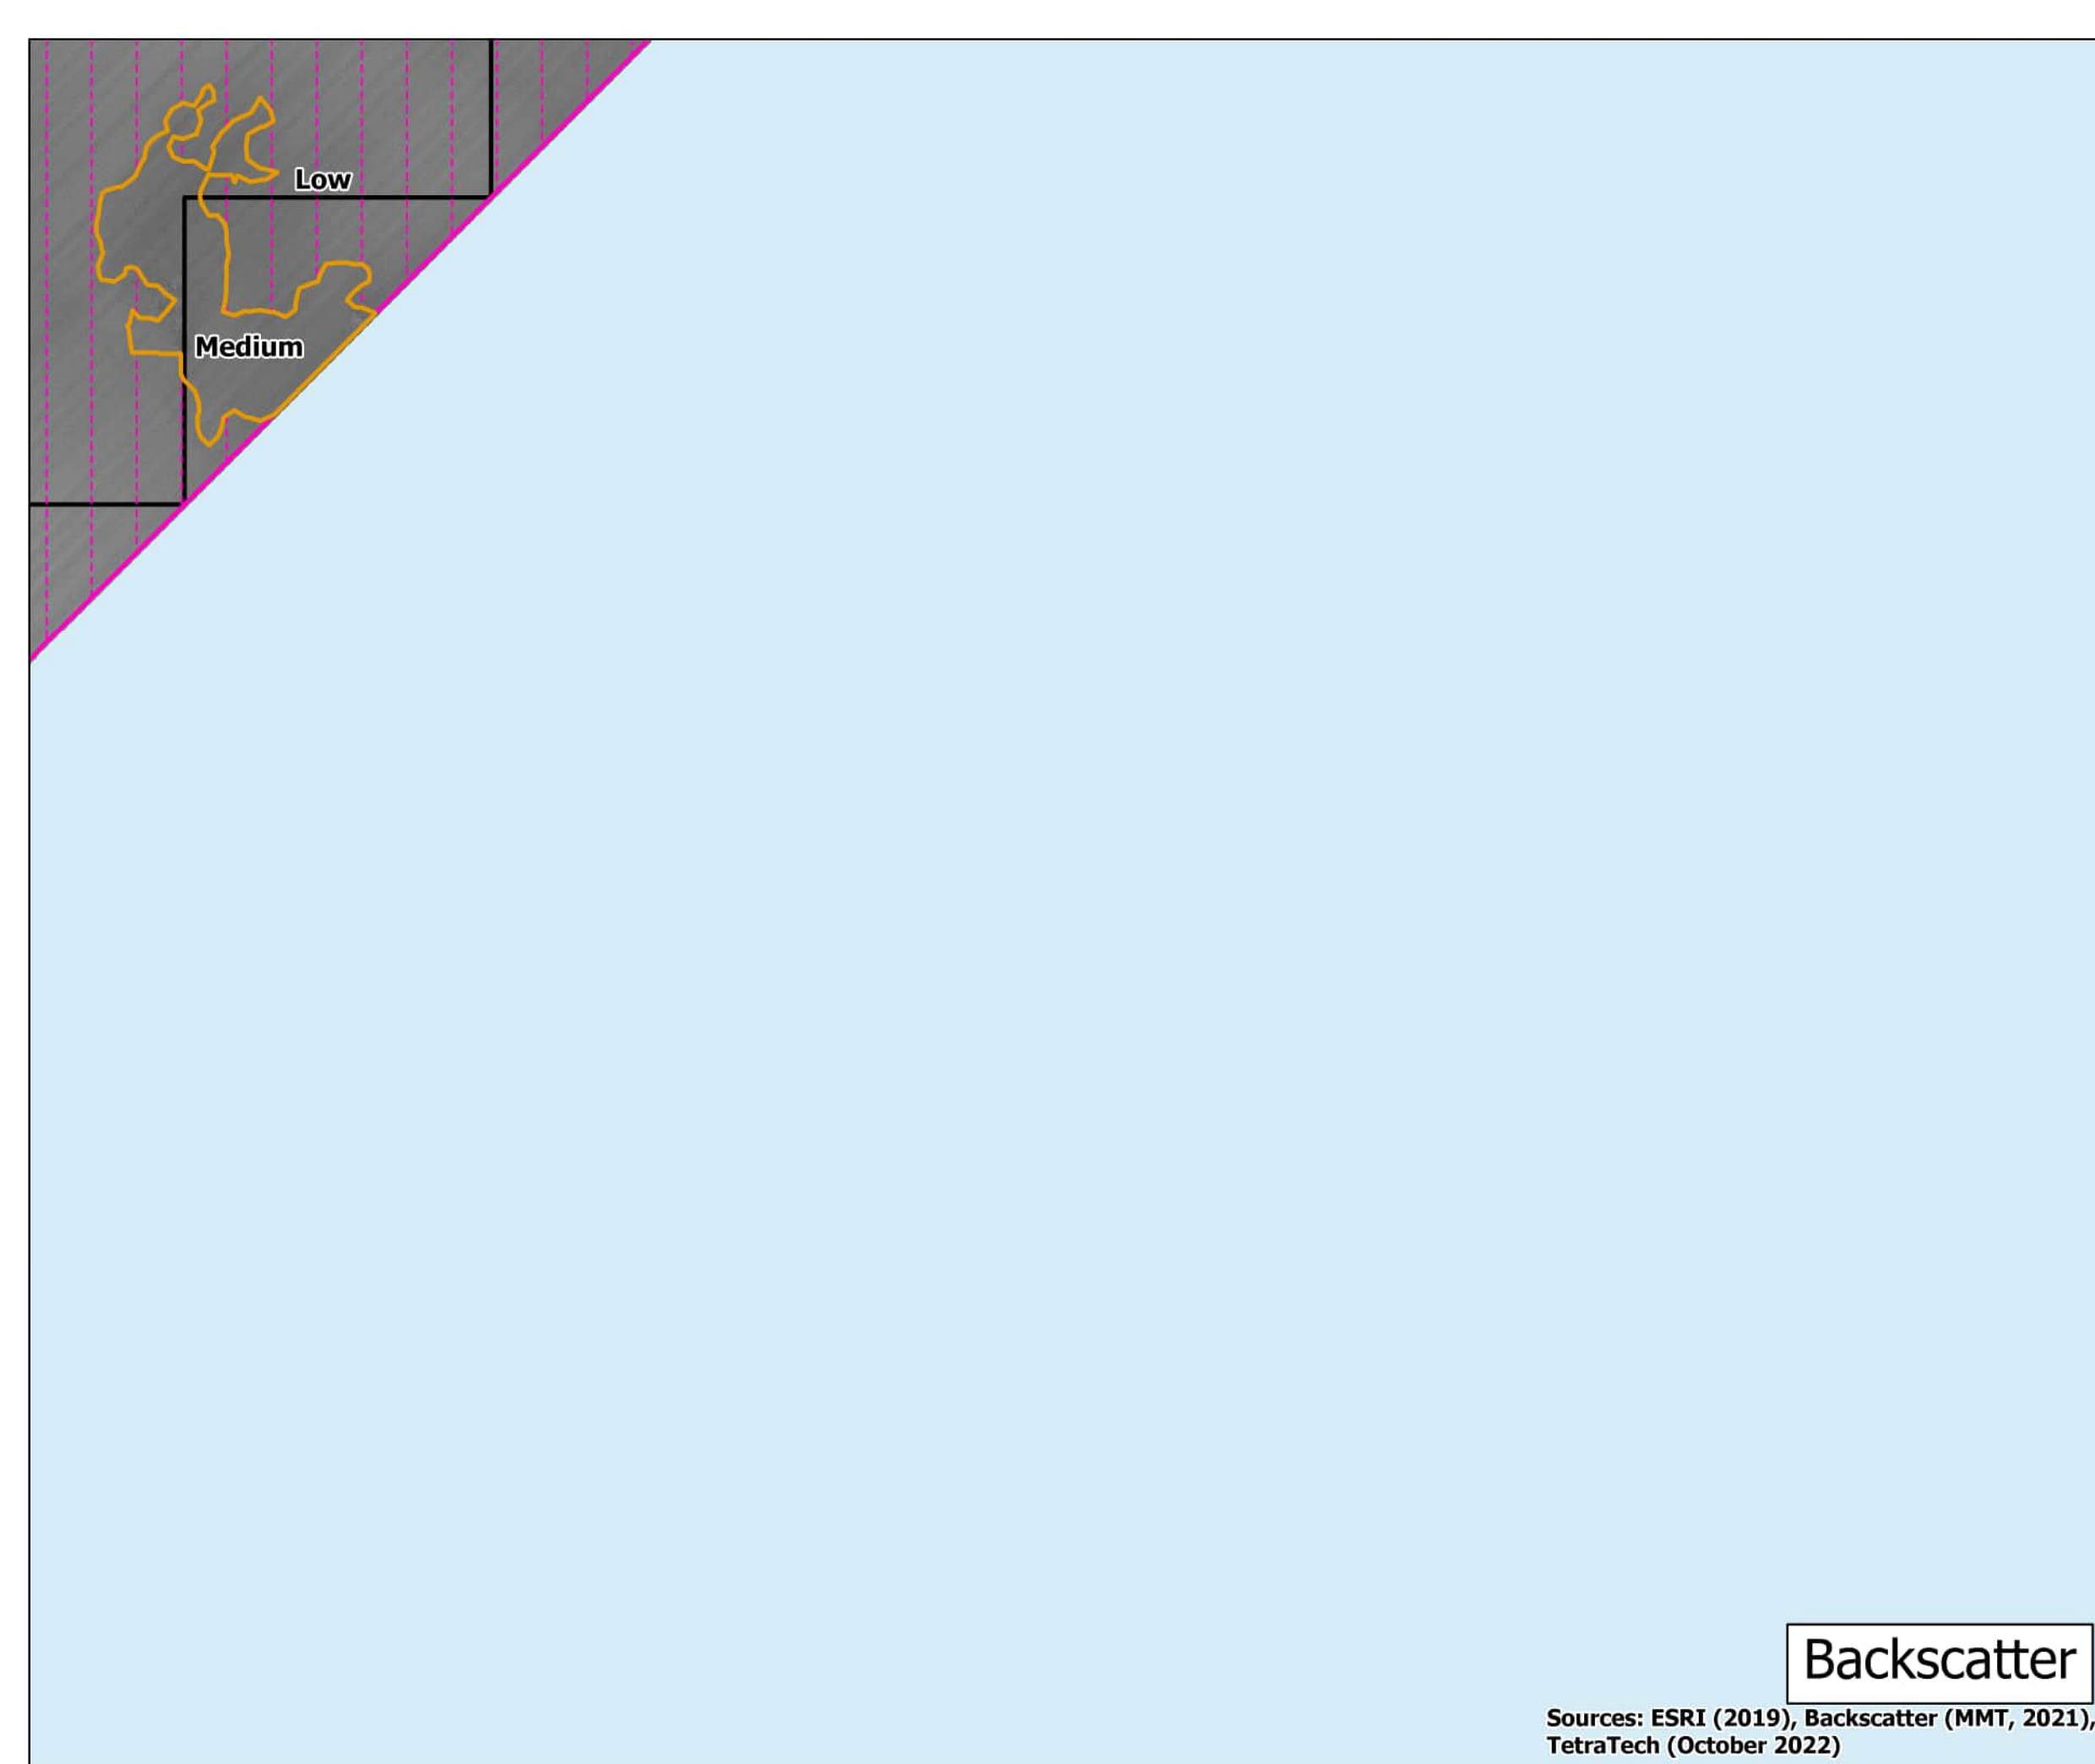 Low
Medium
Backscatter
Sources: ESRI (2019), Backscatter (MMT, 2021),
TetraTech (October 2022)